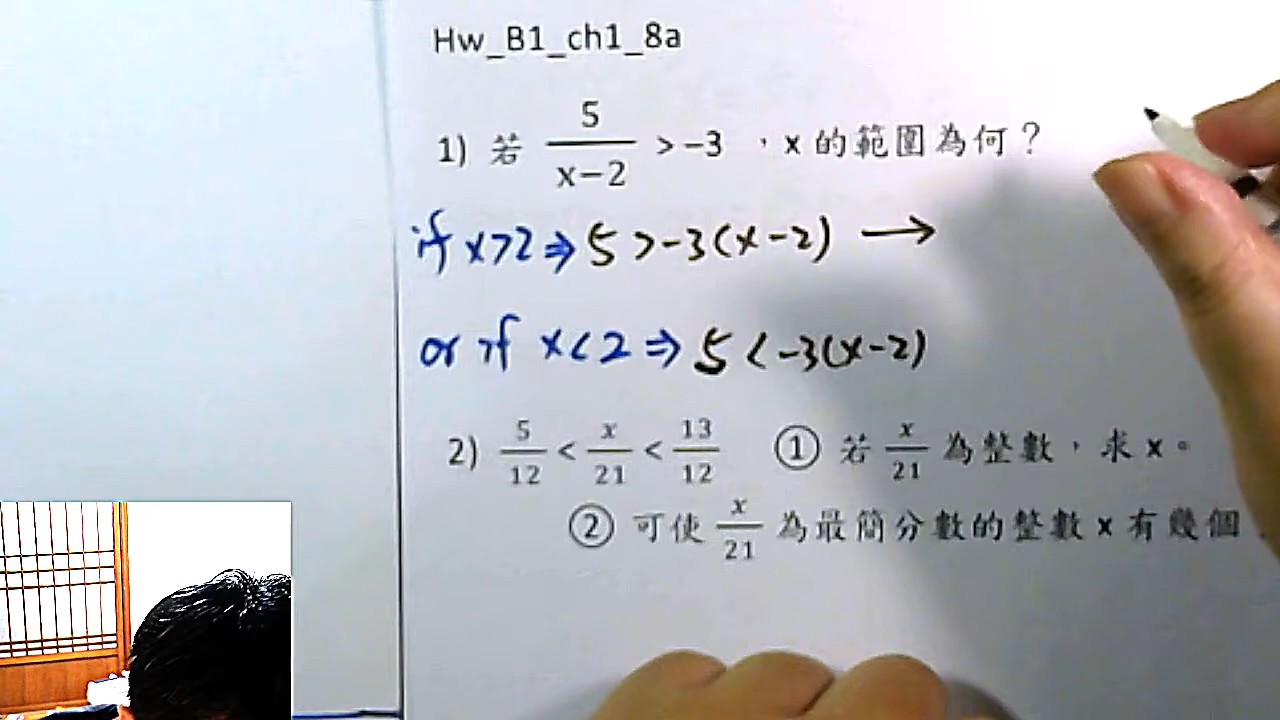 Hw_B1_ch1_8a
1) 若 5/(x−2) > −3 ，x 的範圍為何？
if x>2 ⇒ 5 > −3(x−2) →
or if x<2 ⇒ 5 < −3(x−2)
2) 5/12 < x/21 < 13/12 ① 若 x/21 為整數，求 x。
② 可使 x/21 為最簡分數的整數 x 有幾個